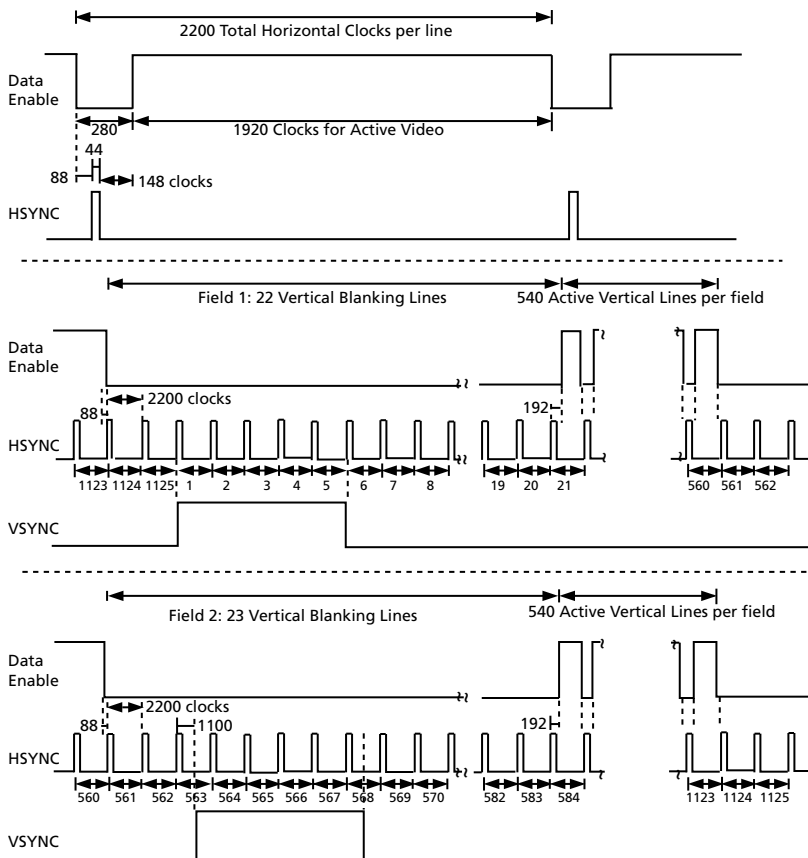 2200 Total Horizontal Clocks per line
Data
Enable
280
1920 Clocks for Active Video
44
88
148 clocks
HSYNC
Field 1: 22 Vertical Blanking Lines
540 Active Vertical Lines per field
Data
Enable
2200 clocks
88
192
HSYNC
1123 1124 1125 1 2 3 4 5 6 7 8 19 20 21 560 561 562
VSYNC
Field 2: 23 Vertical Blanking Lines
540 Active Vertical Lines per field
Data
Enable
2200 clocks
88
1100
192
HSYNC
560 561 562 563 564 565 566 567 568 569 570 582 583 584 1123 1124 1125
VSYNC